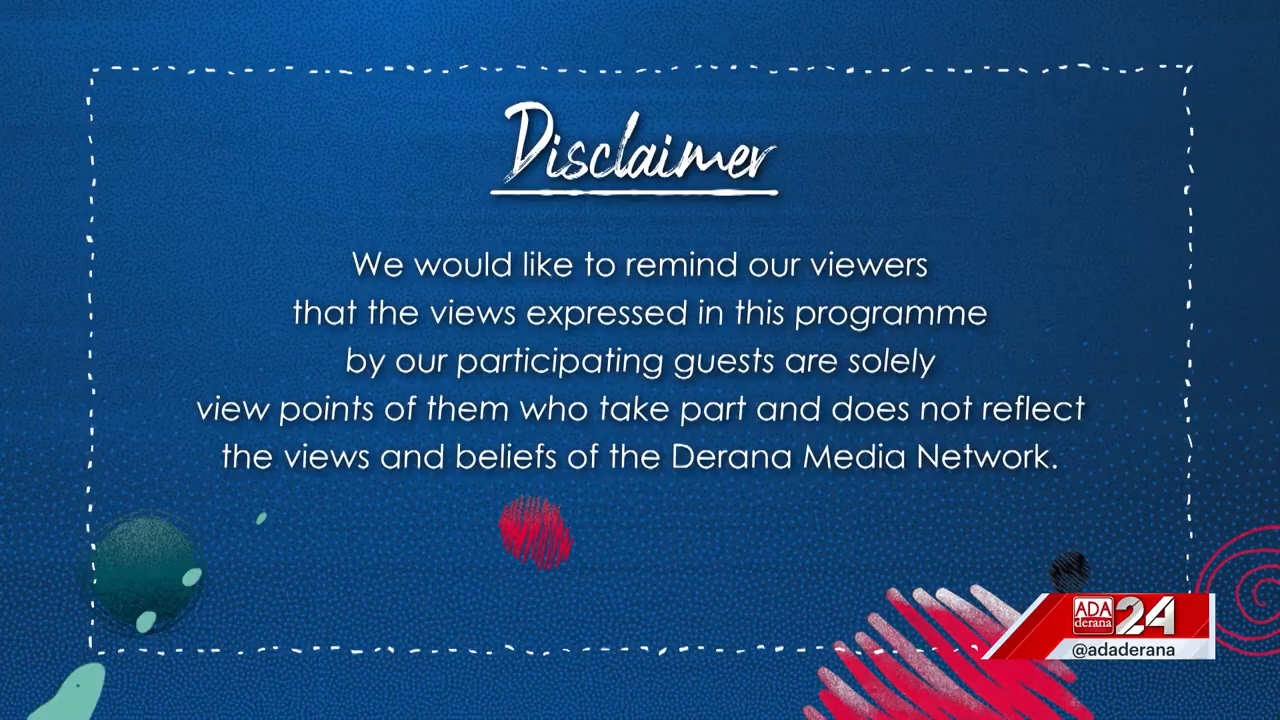 Disclaimer
We would like to remind our viewers
that the views expressed in this programme
by our participating guests are solely
view points of them who take part and does not reflect
the views and beliefs of the Derana Media Network.
ADA
derana
24
@adaderana